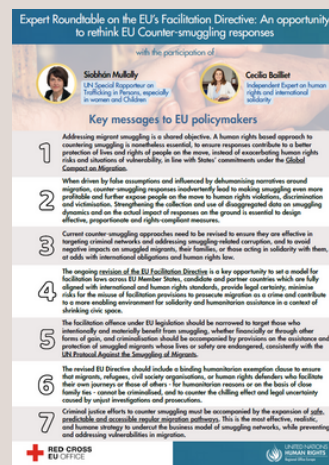 Expert Roundtable on the EU's Facilitation Directive: An opportunity
to rethink EU Counter-smuggling responses
with the participation of
Siobhán Mullally
UN Special Rapporteur on
Trafficking in Persons, especially
in women and Children
Cecilia Bailliet
Independent Expert on human
rights and international
solidarity
Key messages to EU policymakers
1
Addressing migrant smuggling is a shared objective. A human rights based approach to
countering smuggling is nonetheless essential, to ensure responses contribute to a better
protection of lives and rights of people on the move, instead of exacerbating human rights
risks and situations of vulnerability, in line with States' commitments under the Global
Compact on Migration.
2
When driven by false assumptions and influenced by dehumanising narratives around
migration, counter-smuggling responses inadvertently lead to making smuggling even more
profitable and further expose people on the move to human rights violations, discrimination
and victimisation. Strengthening the collection and use of disaggregated data on smuggling
dynamics and on the actual impact of responses on the ground is essential to design
effective, proportionate and rights-compliant measures.
3
Current counter-smuggling approaches need to be revised to ensure they are effective in
targeting criminal networks and addressing smuggling-related corruption, and to avoid
negative impacts on smuggled migrants, their families, or those acting in solidarity with them,
at odds with international obligations and human rights law.
4
The ongoing revision of the EU Facilitation Directive is a key opportunity to set a model for
facilitation laws across EU Member States, candidate and partner countries which are fully
aligned with international and human rights standards, provide legal certainty, minimise
risks for the misuse of facilitation provisions to prosecute migration as a crime and contribute
to a more enabling environment for solidarity and humanitarian assistance in a context of
shrinking civic space.
5
The facilitation offence under EU legislation should be narrowed to target those who
intentionally and materially benefit from smuggling, whether financially or through other
forms of gain, and criminalisation should be accompanied by provisions on the assistance and
protection of smuggled migrants whose lives or safety are endangered, consistently with the
UN Protocol Against the Smuggling of Migrants.
6
The revised EU Directive should include a binding humanitarian exemption clause to ensure
that migrants, refugees, civil society organisations, or human rights defenders who facilitate
their own journeys or those of others - for humanitarian reasons or on the basis of close
family ties - cannot be criminalised, and to counter the chilling effect and legal uncertainty
caused by unjust investigations and prosecutions.
7
Criminal justice efforts to counter smuggling must be accompanied by the expansion of safe,
predictable and accessible regular migration pathways. This is the most effective, realistic,
and humane strategy to undercut the business model of smuggling networks, while preventing
and addressing vulnerabilities in migration.
RED CROSS
EU OFFICE
UNITED NATIONS
HUMAN RIGHTS